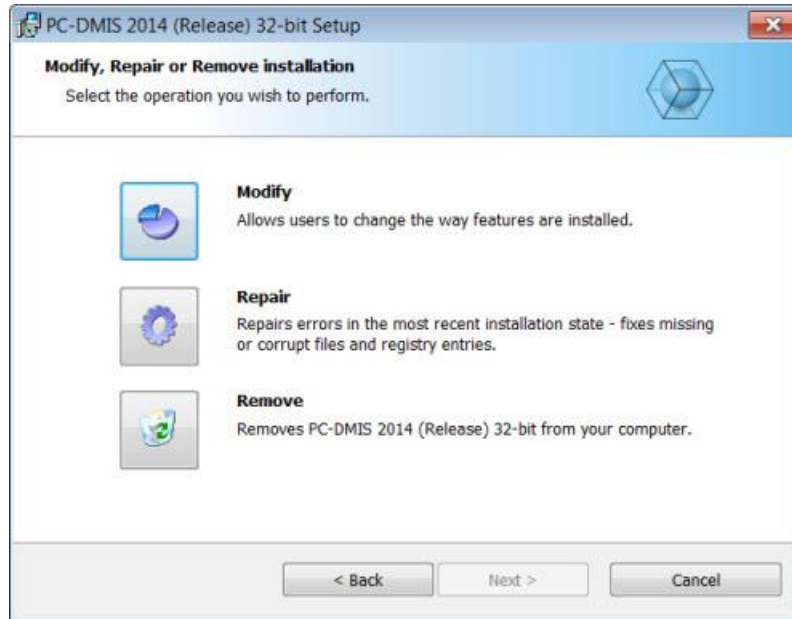 PC-DMIS 2014 (Release) 32-bit Setup
Modify, Repair or Remove installation
Select the operation you wish to perform.
Modify
Allows users to change the way features are installed.
Repair
Repairs errors in the most recent installation state - fixes missing
or corrupt files and registry entries.
Remove
Removes PC-DMIS 2014 (Release) 32-bit from your computer.
< Back
Next >
Cancel